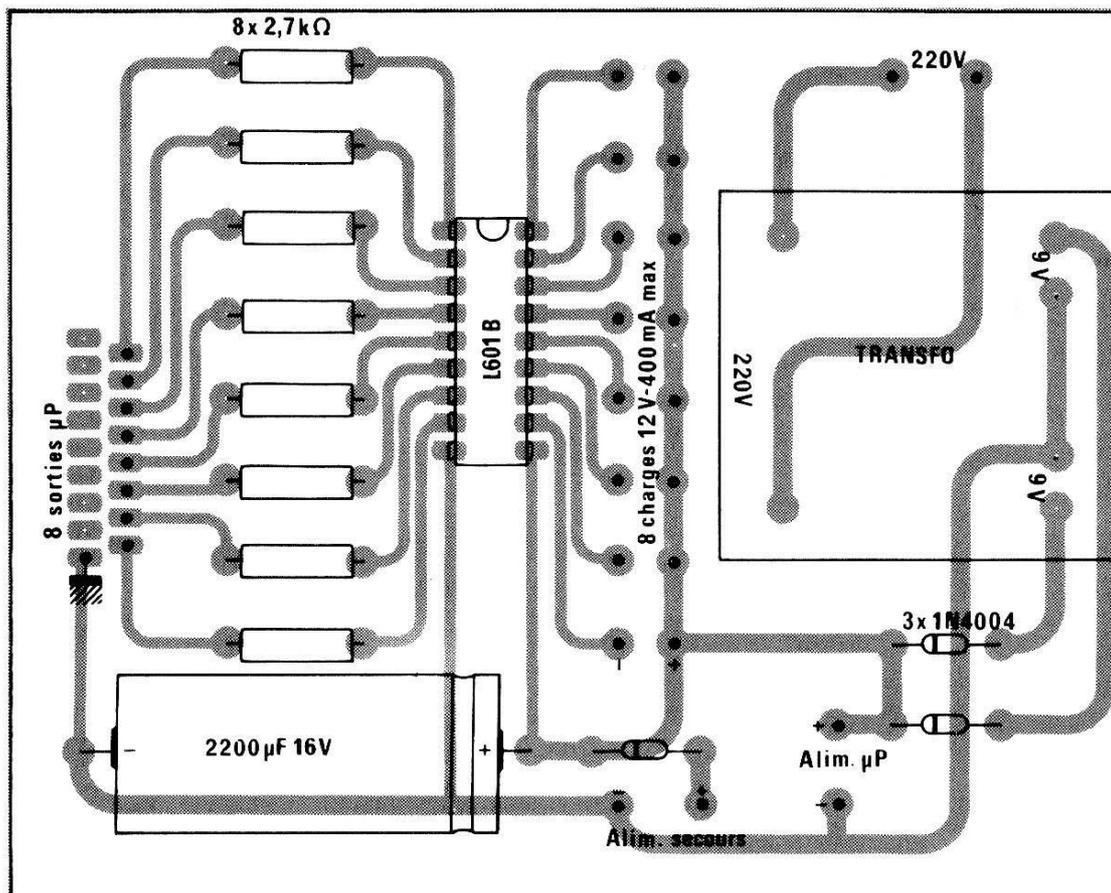 8 x 2,7 kΩ
220V
9V
L601B
8 charges 12 V-400 mA max
220V
TRANSFO
9V
8 sorties µP
3 x 1N4004
−
+
- 2200 µF 16V +
+
Alim. µP
−
+
−
Alim. secours